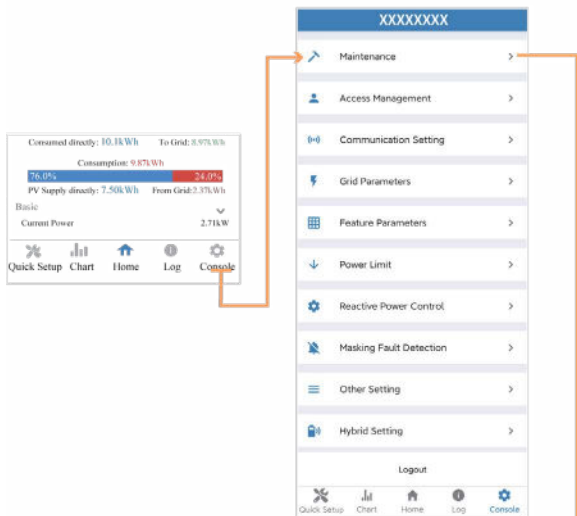 Consumed directly: 10.1kWh To Grid: 8.97kWh
Consumption: 9.87kWh
76.0% 24.0%
PV Supply directly: 7.50kWh From Grid:2.37kWh
Basic
Current Power 2.71kW
Quick Setup Chart Home Log Console
XXXXXXXX
Maintenance
Access Management
Communication Setting
Grid Parameters
Feature Parameters
Power Limit
Reactive Power Control
Masking Fault Detection
Other Setting
Hybrid Setting
Logout
Quick Setup Chart Home Log Console